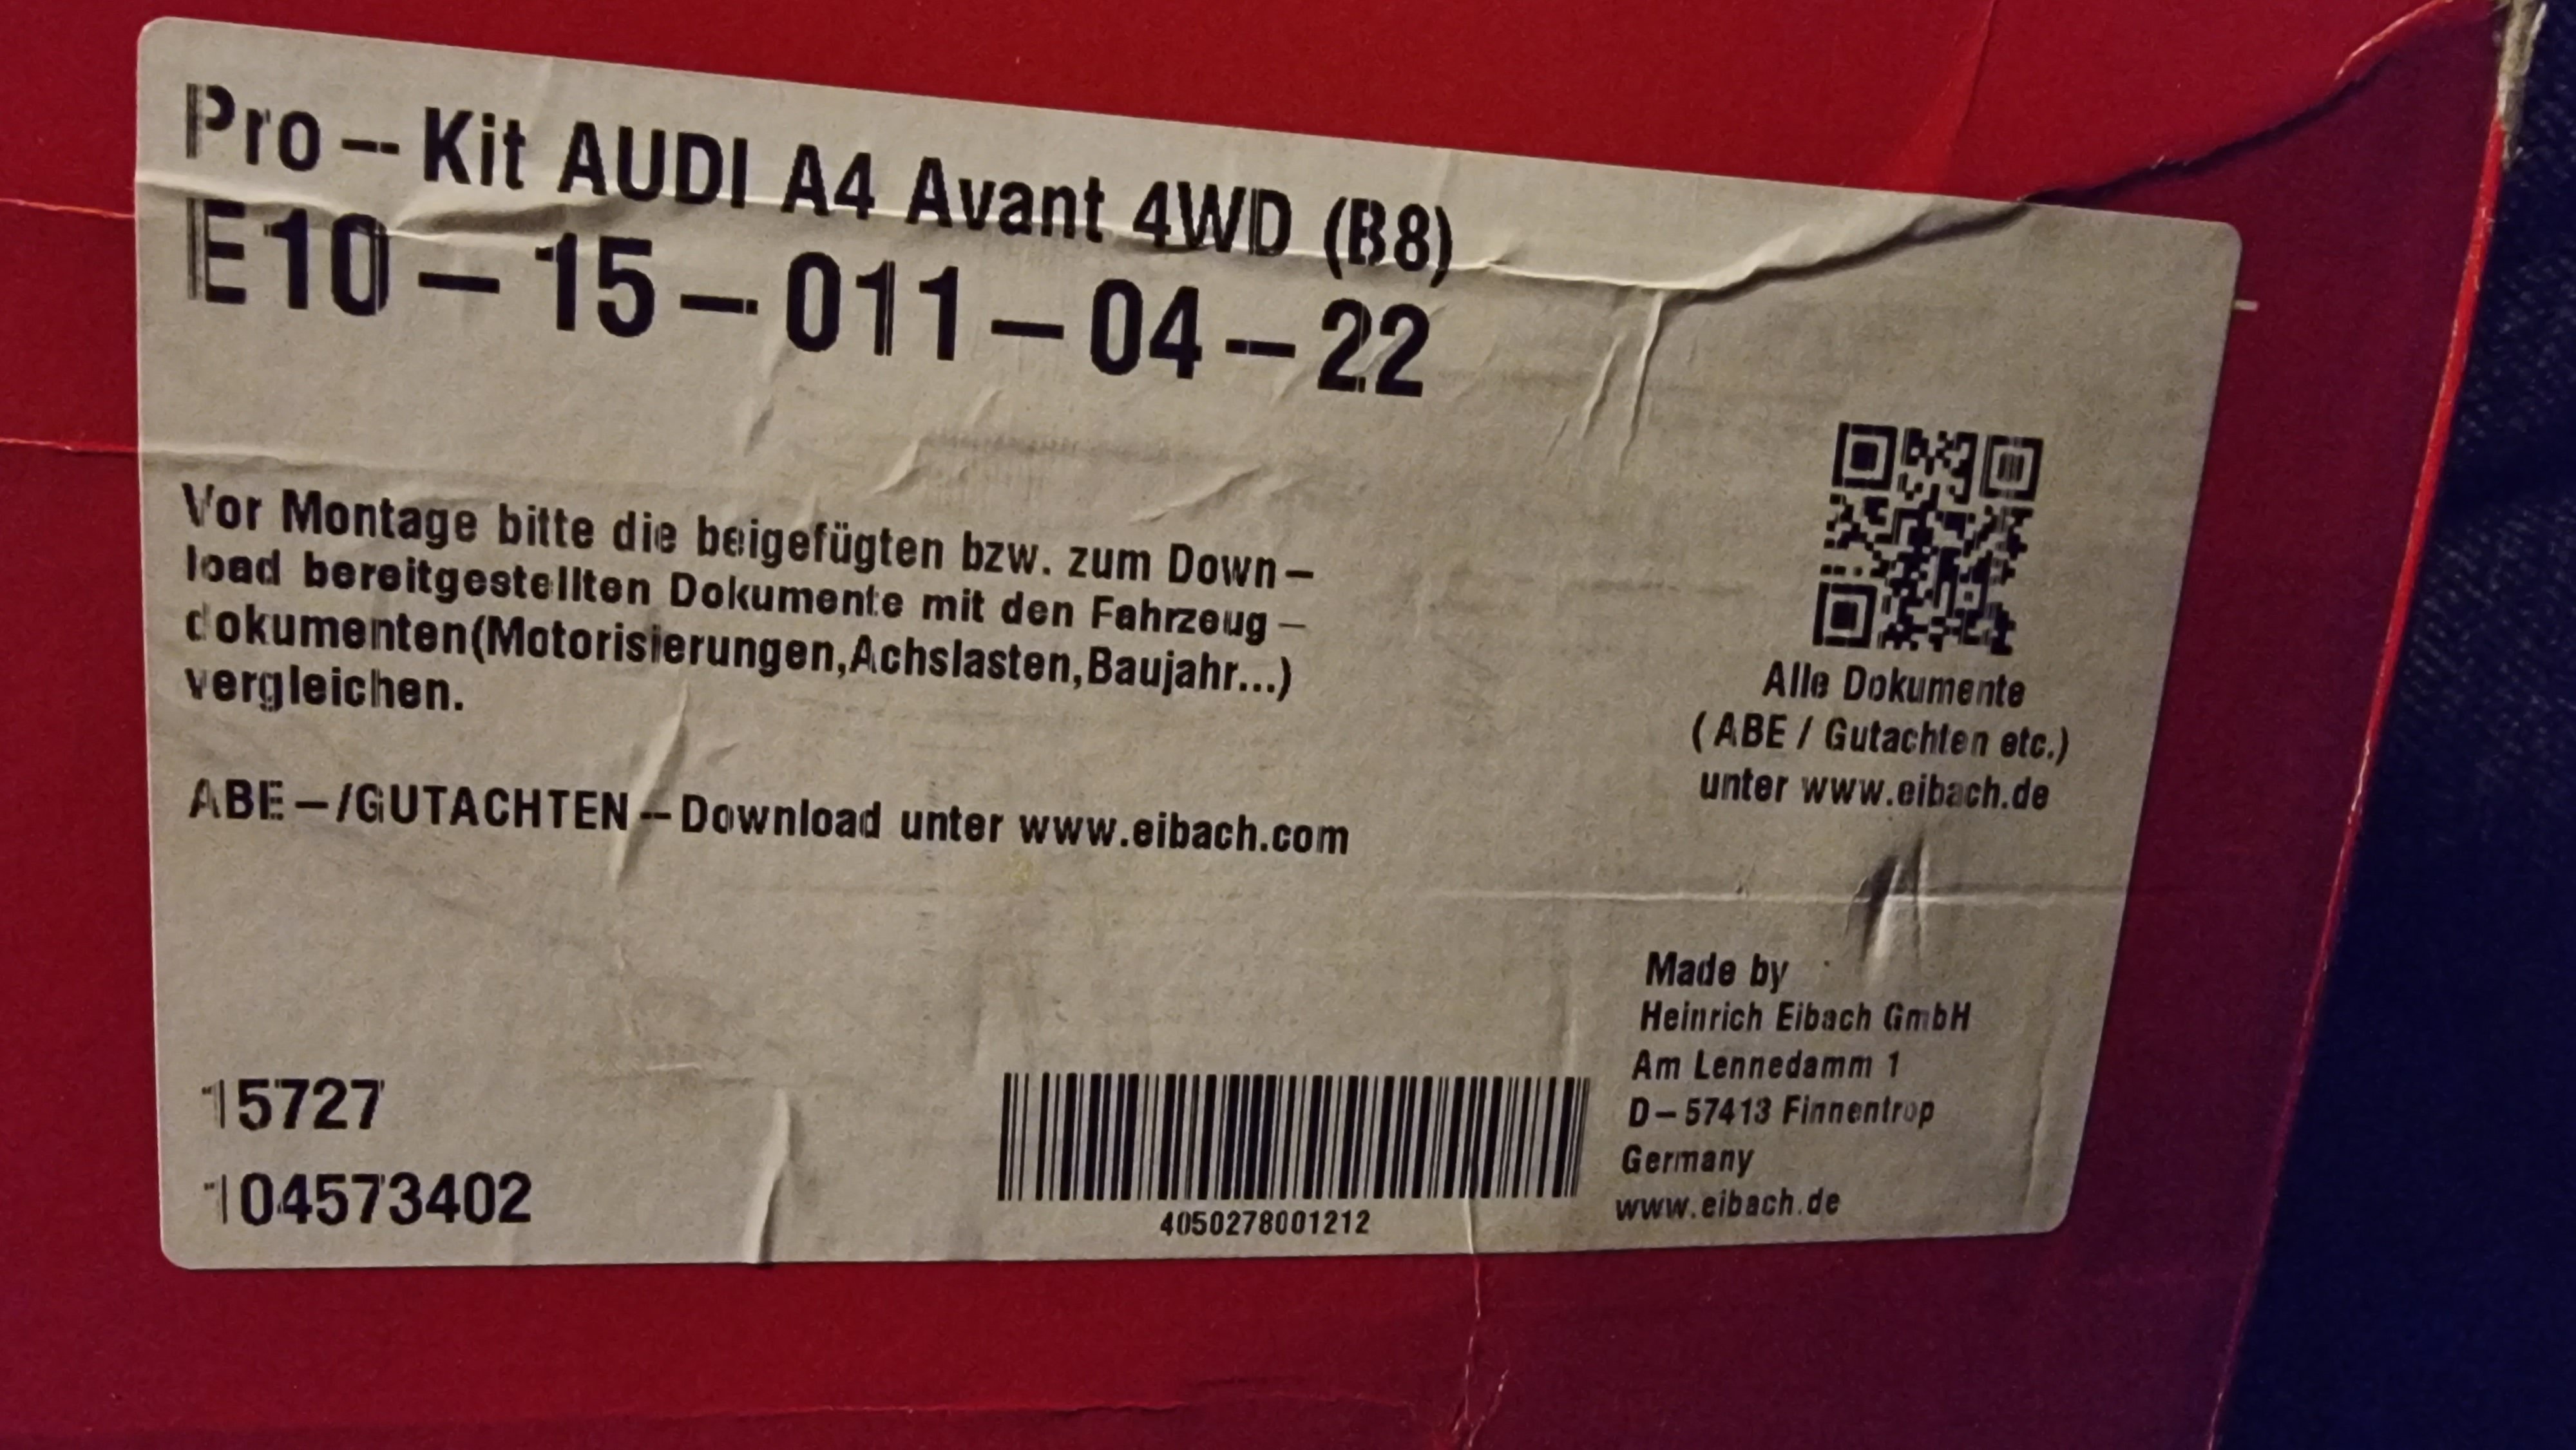 Pro-Kit AUDI A4 Avant 4WD (B8)
E10-15-011-04-22
Vor Montage bitte die beigefügten bzw. zum Down-
load bereitgestellten Dokumente mit den Fahrzeug-
dokumenten(Motorisierungen,Achslasten,Baujahr...)
vergleichen.
ABE-/GUTACHTEN-Download unter www.eibach.com
Alle Dokumente
( ABE / Gutachten etc.)
unter www.eibach.de
Made by
Heinrich Eibach GmbH
Am Lennedamm 1
D-57413 Finnentrop
Germany
www.eibach.de
15727
104573402
4050278001212